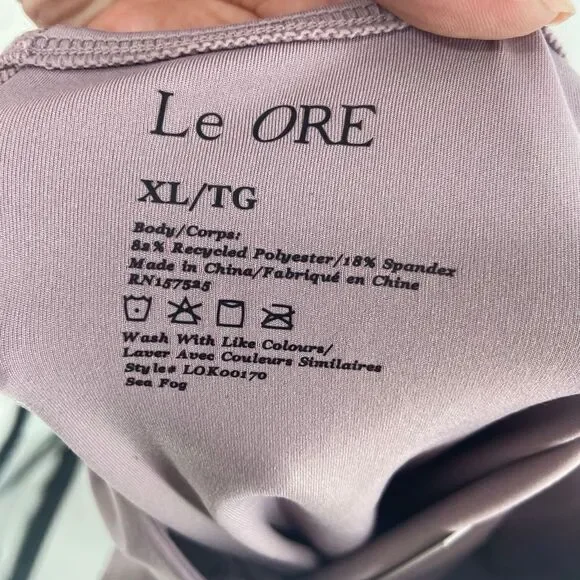 Le ORE
XL/TG
Body/Corps:
82% Recycled Polyester/18% Spandex
Made in China/Fabriqué en Chine
RN157525
Wash With Like Colours/
Laver Avec Couleurs Similaires
Style# LOK00170
Sea Fog